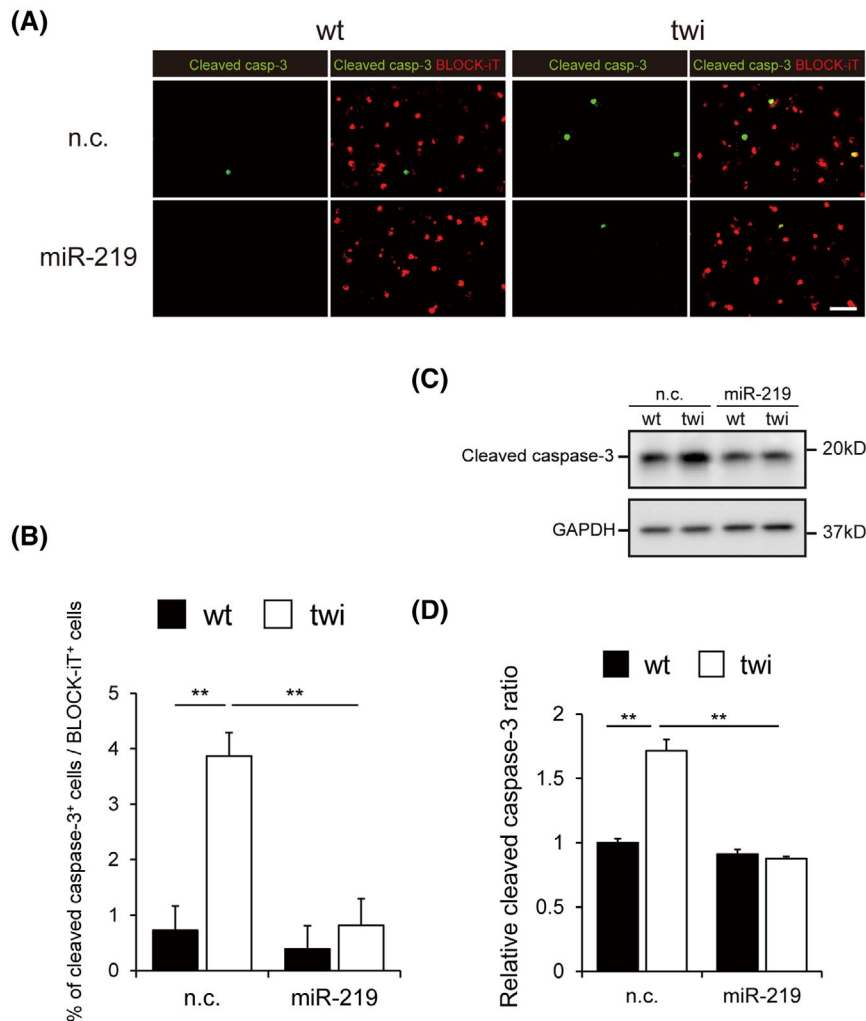 (A)
wt twi
Cleaved casp-3 Cleaved casp-3 BLOCK-iT Cleaved casp-3 Cleaved casp-3 BLOCK-iT
n.c.
miR-219
(C)
n.c. miR-219
wt twi wt twi
Cleaved caspase-3 20kD
GAPDH 37kD
(B)
wt twi
% of cleaved caspase-3+ cells / BLOCK-iT+ cells
5
4
3
2
1
0
** **
n.c. miR-219
(D)
wt twi
Relative cleaved caspase-3 ratio
2
1.5
1
0.5
0
** **
n.c. miR-219